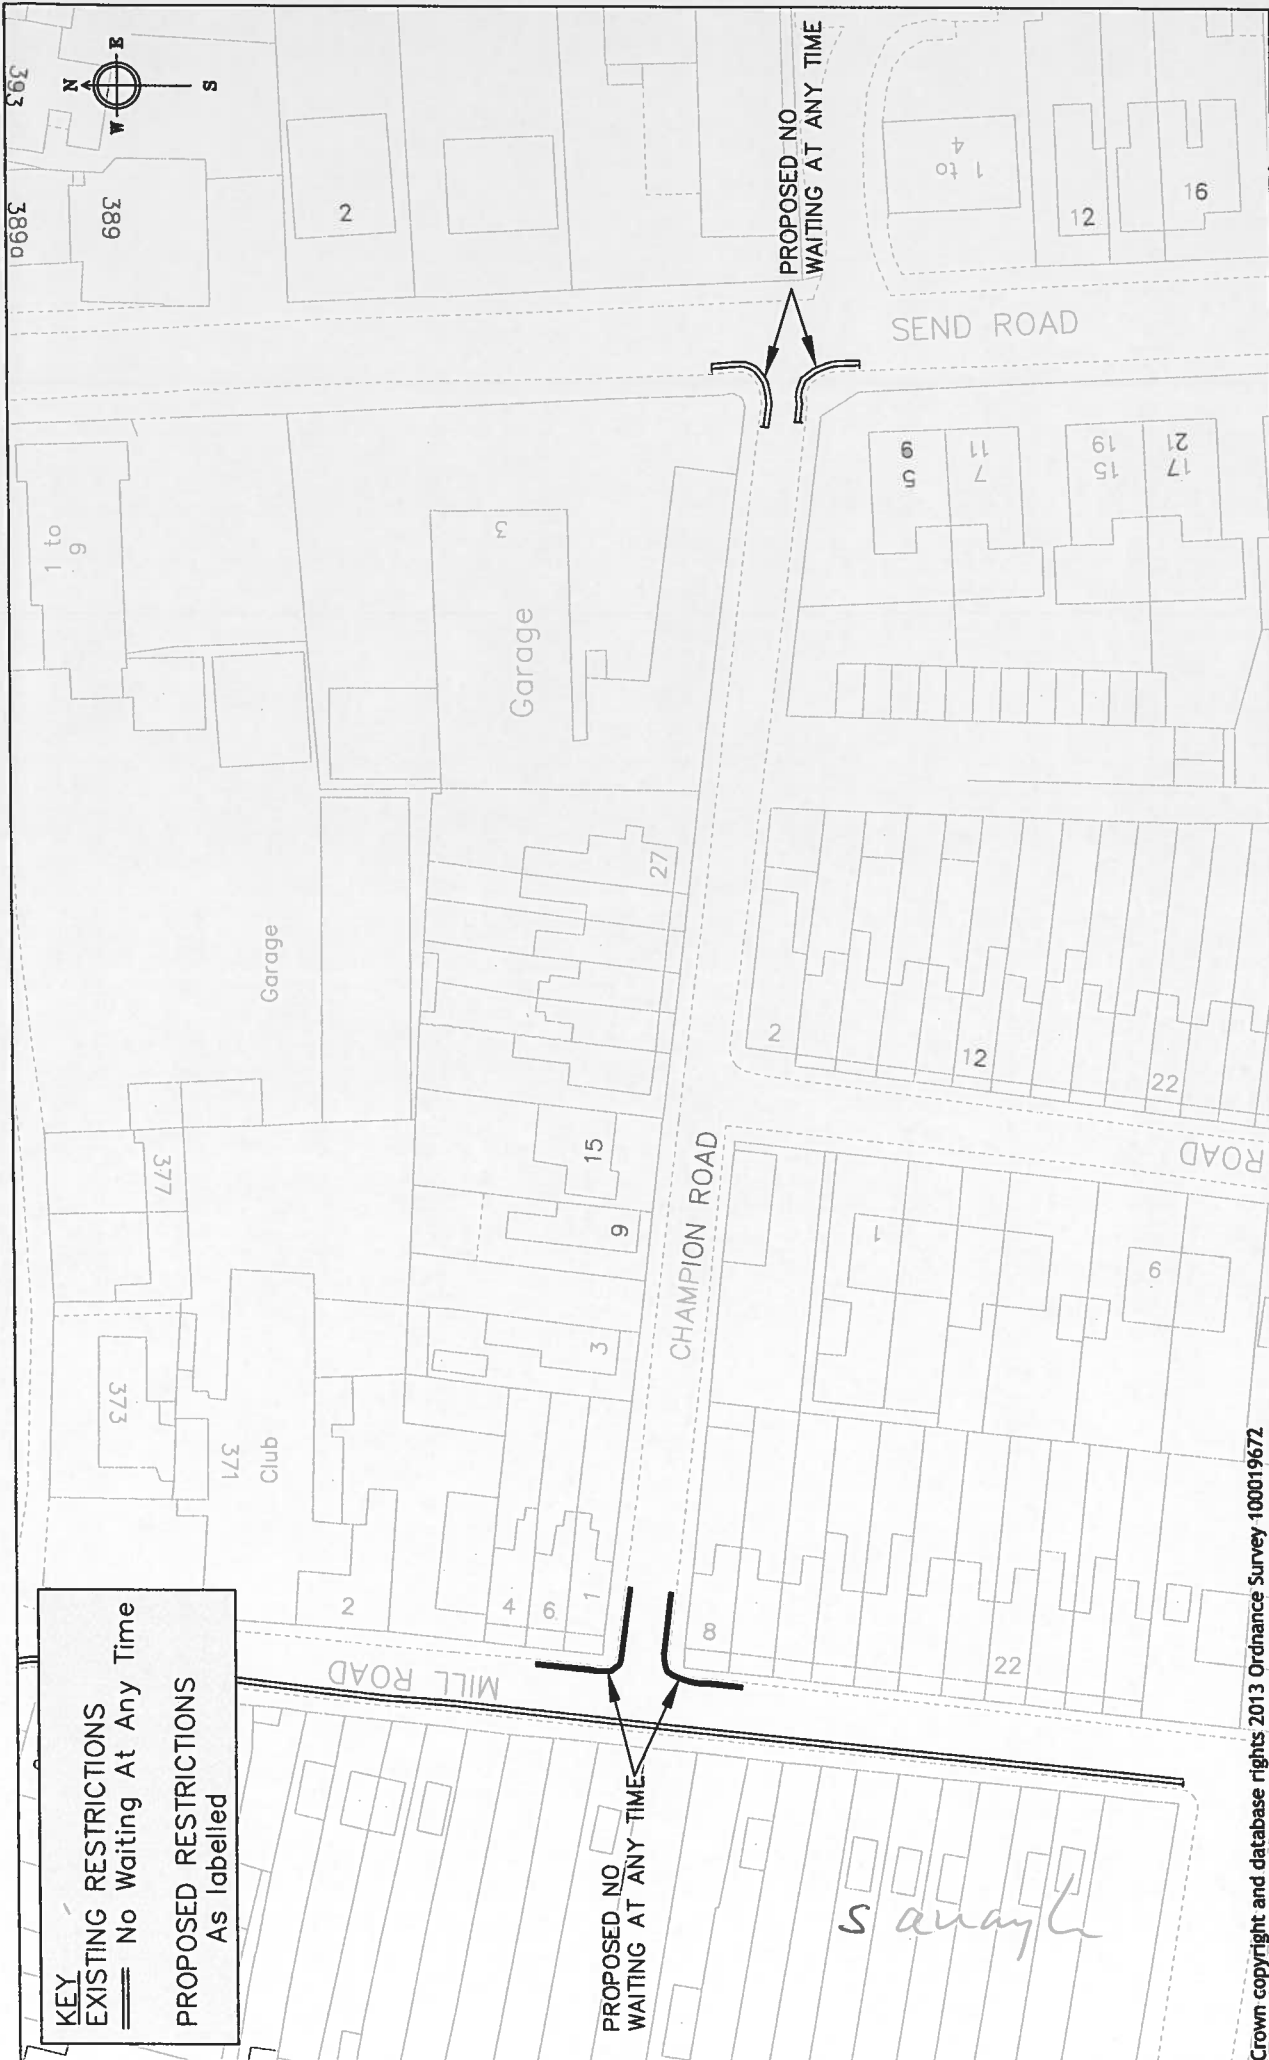 KEY
EXISTING RESTRICTIONS
No Waiting At Any Time
PROPOSED RESTRICTIONS
As labelled
N
W
E
S
393
389a
389
2
1 to
9
3
Garage
Garage
377
373
371
Club
2
4
6
1
3
9
15
27
MILL ROAD
CHAMPION ROAD
SEND ROAD
ROAD
PROPOSED NO
WAITING AT ANY TIME
PROPOSED NO
WAITING AT ANY TIME
1 to
4
12
16
5
9
7
11
15
19
17
21
2
12
22
1
6
8
22
Crown copyright and database rights 2013 Ordnance Survey 100019672